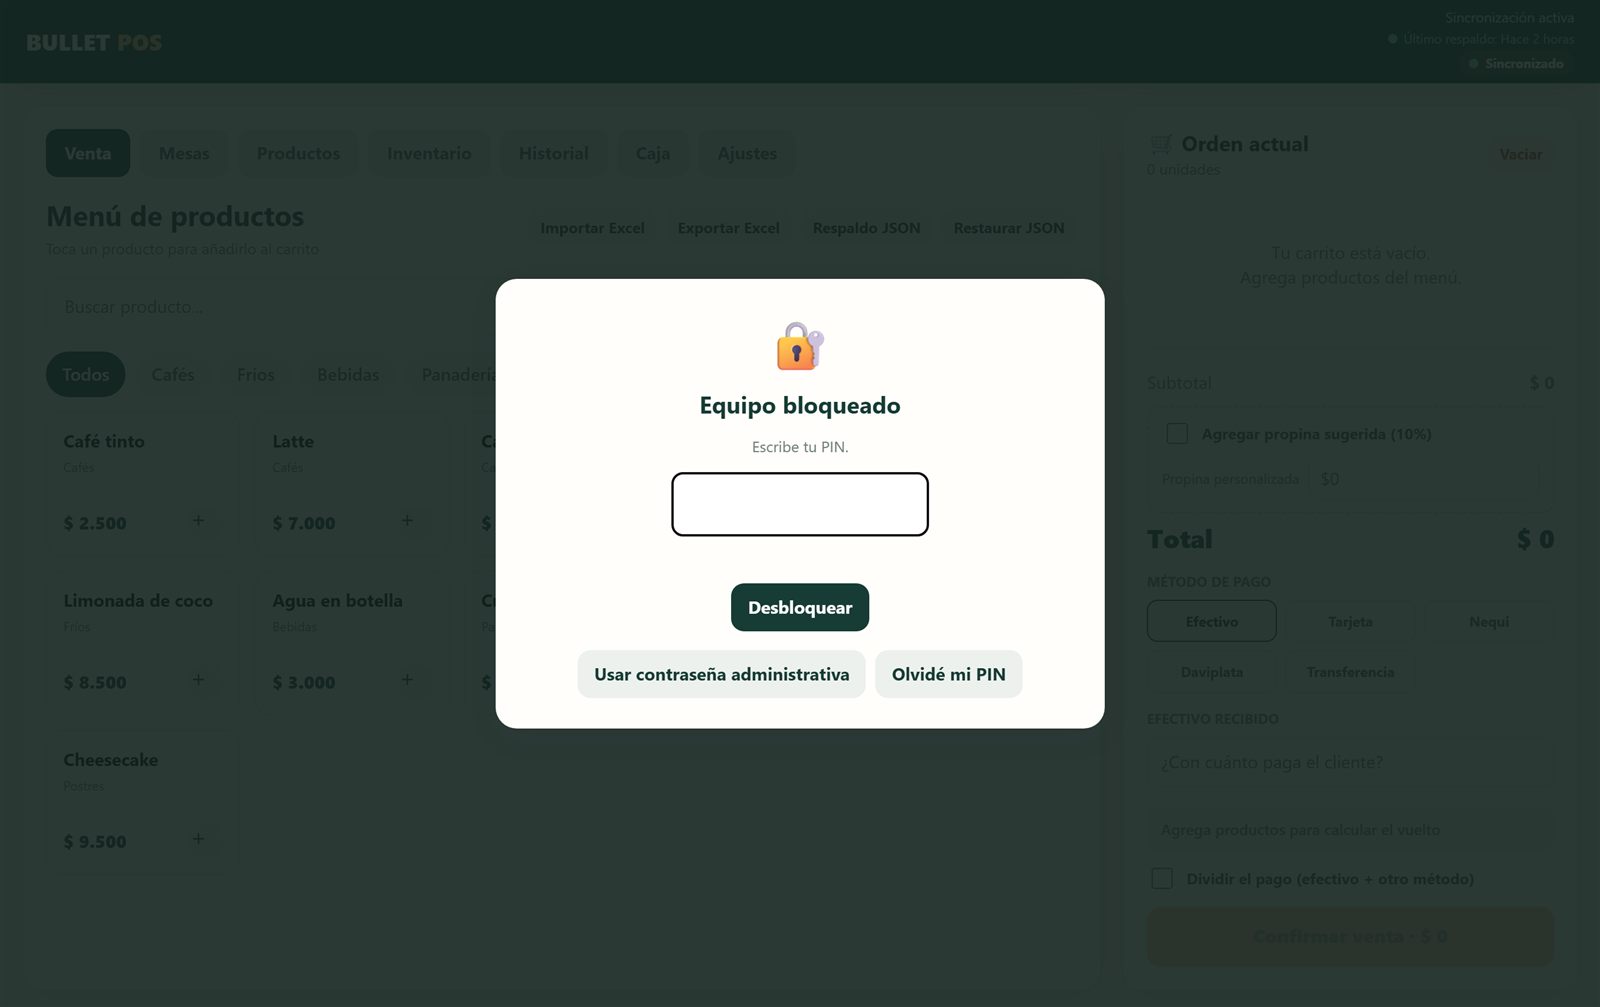 BULLET POS
Sincronización activa
Último respaldo: Hace 2 horas
Sincronizado
Venta
Mesas
Productos
Inventario
Historial
Caja
Ajustes
Menú de productos
Toca un producto para añadirlo al carrito
Importar Excel
Exportar Excel
Respaldo JSON
Restaurar JSON
Buscar producto...
Todos
Cafés
Fríos
Bebidas
Panadería
Café tinto
Cafés
$ 2.500
+
Latte
Cafés
$ 7.000
+
Ca
Ca
$
Limonada de coco
Fríos
$ 8.500
+
Agua en botella
Bebidas
$ 3.000
+
Pa
$
Cheesecake
Postres
$ 9.500
+
Equipo bloqueado
Escribe tu PIN.
Desbloquear
Usar contraseña administrativa
Olvidé mi PIN
Orden actual
0 unidades
Vaciar
Tu carrito está vacío.
Agrega productos del menú.
Subtotal
$ 0
Agregar propina sugerida (10%)
Propina personalizada
$0
Total
$ 0
MÉTODO DE PAGO
Efectivo
Tarjeta
Nequi
Daviplata
Transferencia
EFECTIVO RECIBIDO
¿Con cuánto paga el cliente?
Agrega productos para calcular el vuelto
Dividir el pago (efectivo + otro método)
Confirmar venta · $ 0